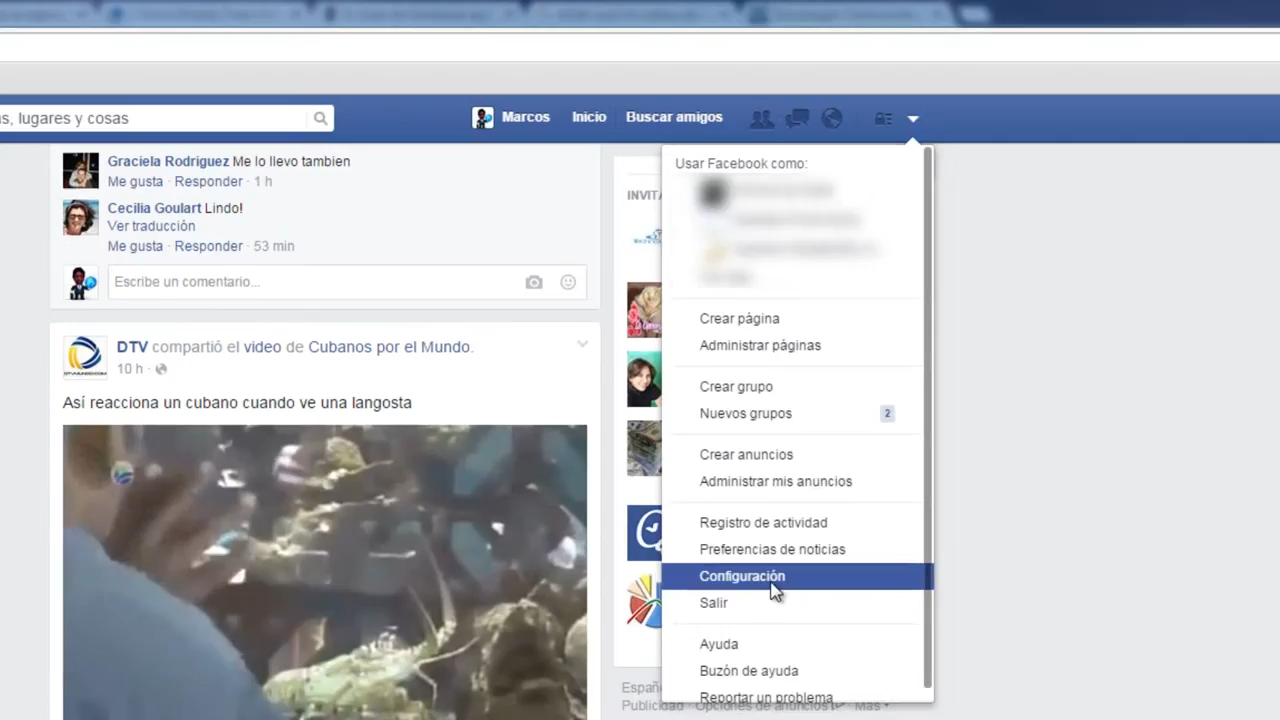 s, lugares y cosas
Marcos Inicio Buscar amigos
Graciela Rodriguez Me lo llevo tambien
Me gusta · Responder · 1 h
Cecilia Goulart Lindo!
Ver traducción
Me gusta · Responder · 53 min
Escribe un comentario...
DTV compartió el video de Cubanos por el Mundo.
10 h ·
Así reacciona un cubano cuando ve una langosta
INVITA
Usar Facebook como:
Crear página
Administrar páginas
Crear grupo
Nuevos grupos 2
Crear anuncios
Administrar mis anuncios
Registro de actividad
Preferencias de noticias
Configuración
Salir
Ayuda
Buzón de ayuda
Reportar un problema
Españ
Publicidad · Opciones de anuncios · Más